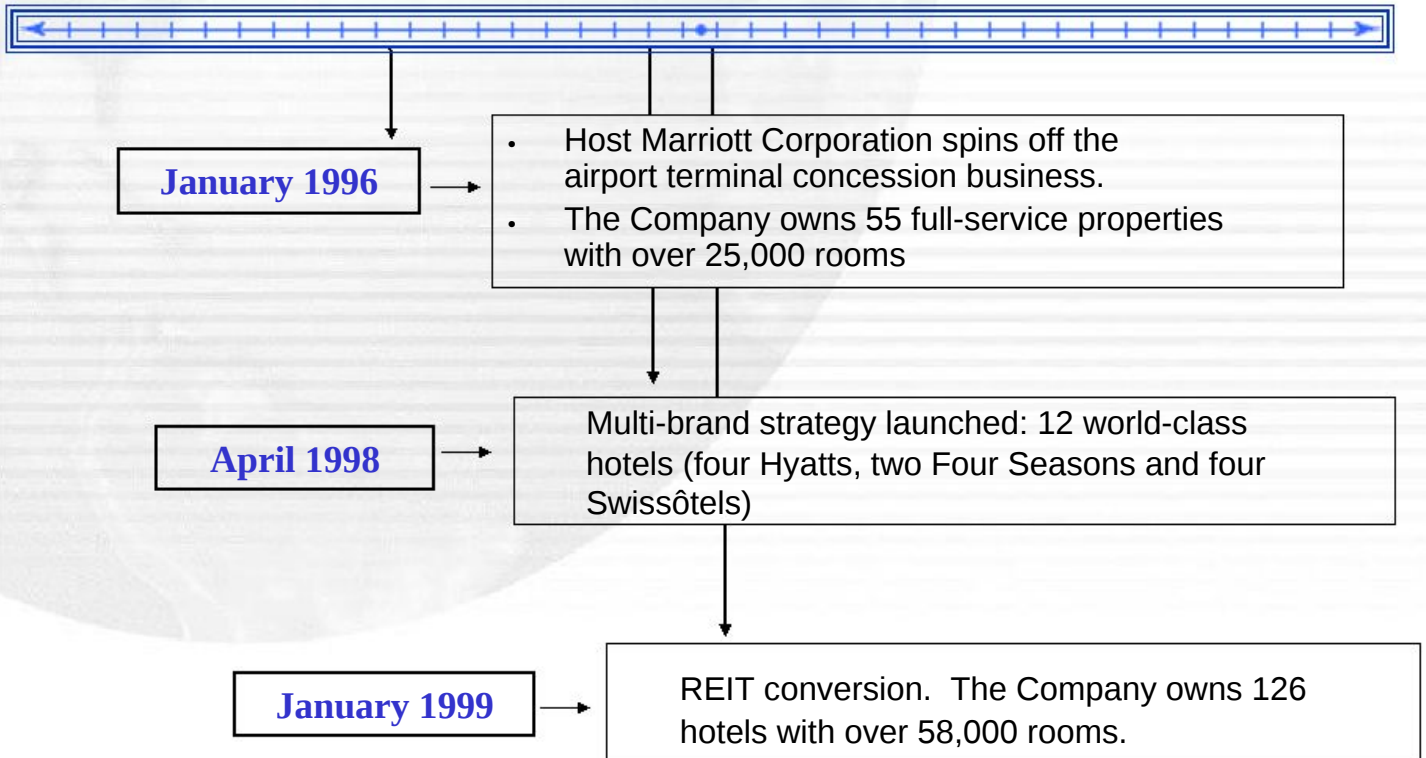 January 1996
• Host Marriott Corporation spins off the
airport terminal concession business.
• The Company owns 55 full-service properties
with over 25,000 rooms
April 1998
Multi-brand strategy launched: 12 world-class
hotels (four Hyatts, two Four Seasons and four
Swissôtels)
January 1999
REIT conversion. The Company owns 126
hotels with over 58,000 rooms.